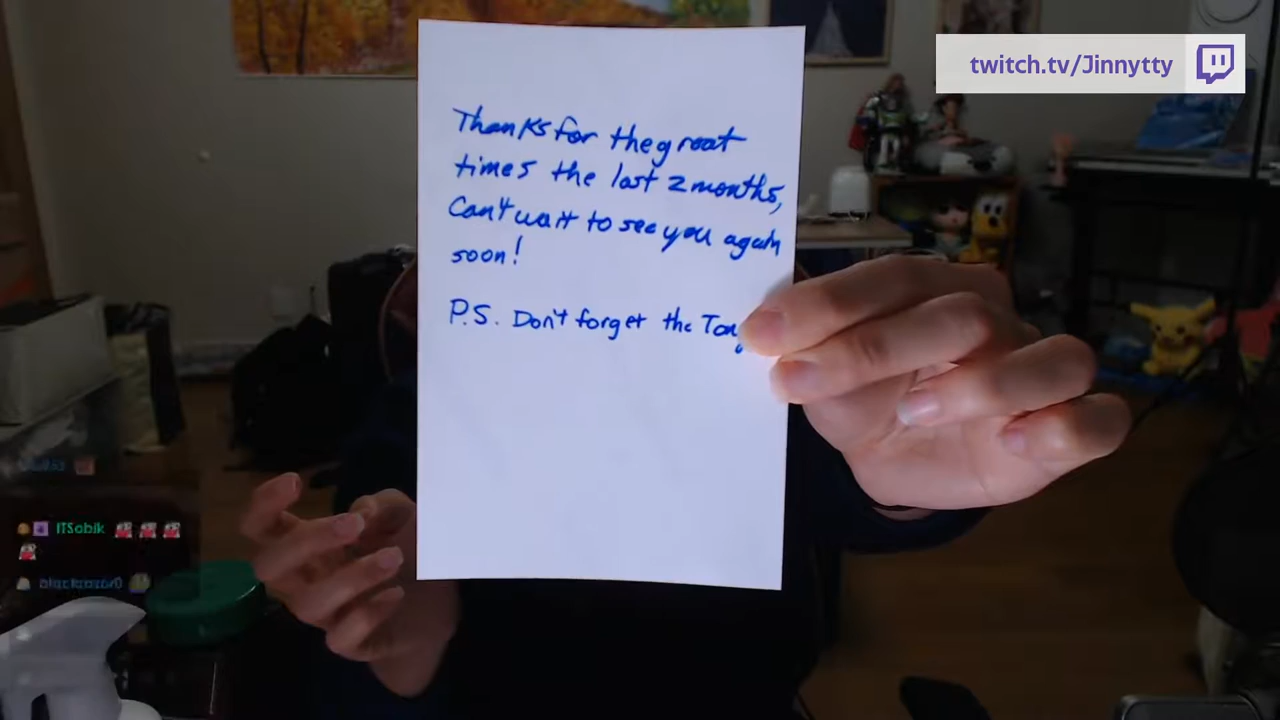 twitch.tv/Jinnytty
Thanks for the great
times the last 2 months,
Can't wait to see you again
soon!
P.S. Don't forget the
ITSobik